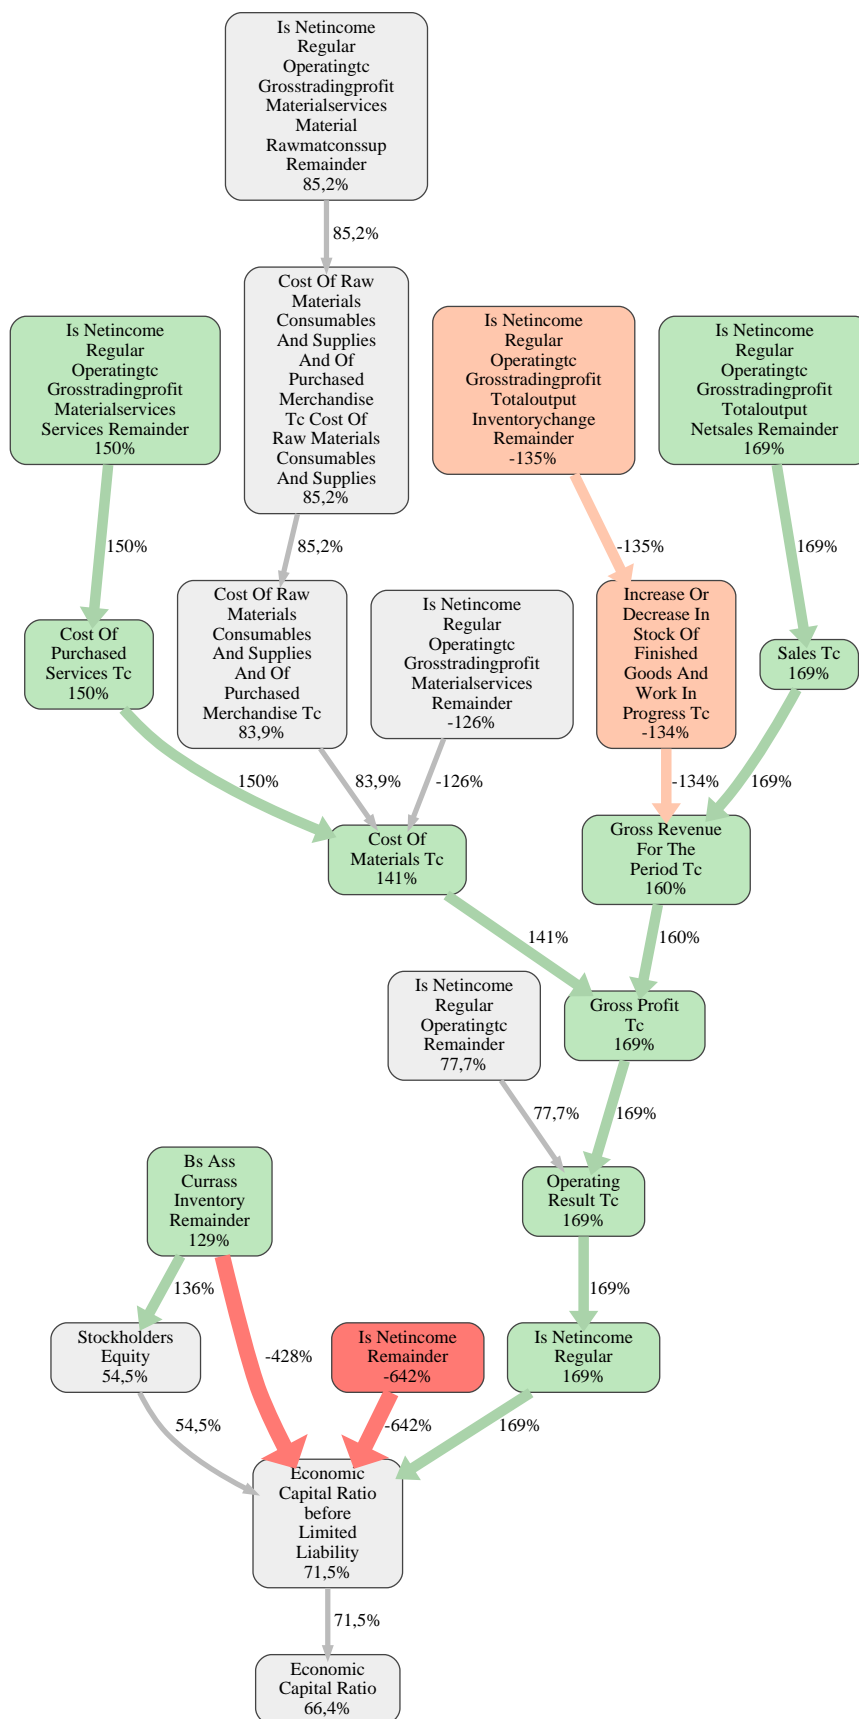 Is Netincome
Regular
Operatingtc
Grosstradingprofit
Materialservices
Material
Rawmatconssup
Remainder
85,2%
85,2%
Cost Of Raw
Materials
Consumables
And Supplies
And Of
Purchased
Merchandise
Tc Cost Of
Raw Materials
Consumables
And Supplies
85,2%
Is Netincome
Regular
Operatingtc
Grosstradingprofit
Materialservices
Services Remainder
150%
Is Netincome
Regular
Operatingtc
Grosstradingprofit
Totaloutput
Inventorychange
Remainder
-135%
Is Netincome
Regular
Operatingtc
Grosstradingprofit
Totaloutput
Netsales Remainder
169%
150%
85,2%
-135%
169%
Cost Of
Purchased
Services Tc
150%
Cost Of Raw
Materials
Consumables
And Supplies
And Of
Purchased
Merchandise Tc
83,9%
Is Netincome
Regular
Operatingtc
Grosstradingprofit
Materialservices
Remainder
-126%
Increase Or
Decrease In
Stock Of
Finished
Goods And
Work In
Progress Tc
-134%
Sales Tc
169%
150%
83,9%
-126%
-134%
169%
Cost Of
Materials Tc
141%
Gross Revenue
For The
Period Tc
160%
141%
160%
Is Netincome
Regular
Operatingtc
Remainder
77,7%
Gross Profit
Tc
169%
77,7%
169%
Bs Ass
Currass
Inventory
Remainder
129%
Operating
Result Tc
169%
136%
-428%
169%
Stockholders
Equity
54,5%
Is Netincome
Remainder
-642%
Is Netincome
Regular
169%
54,5%
-642%
169%
Economic
Capital Ratio
before
Limited
Liability
71,5%
71,5%
Economic
Capital Ratio
66,4%